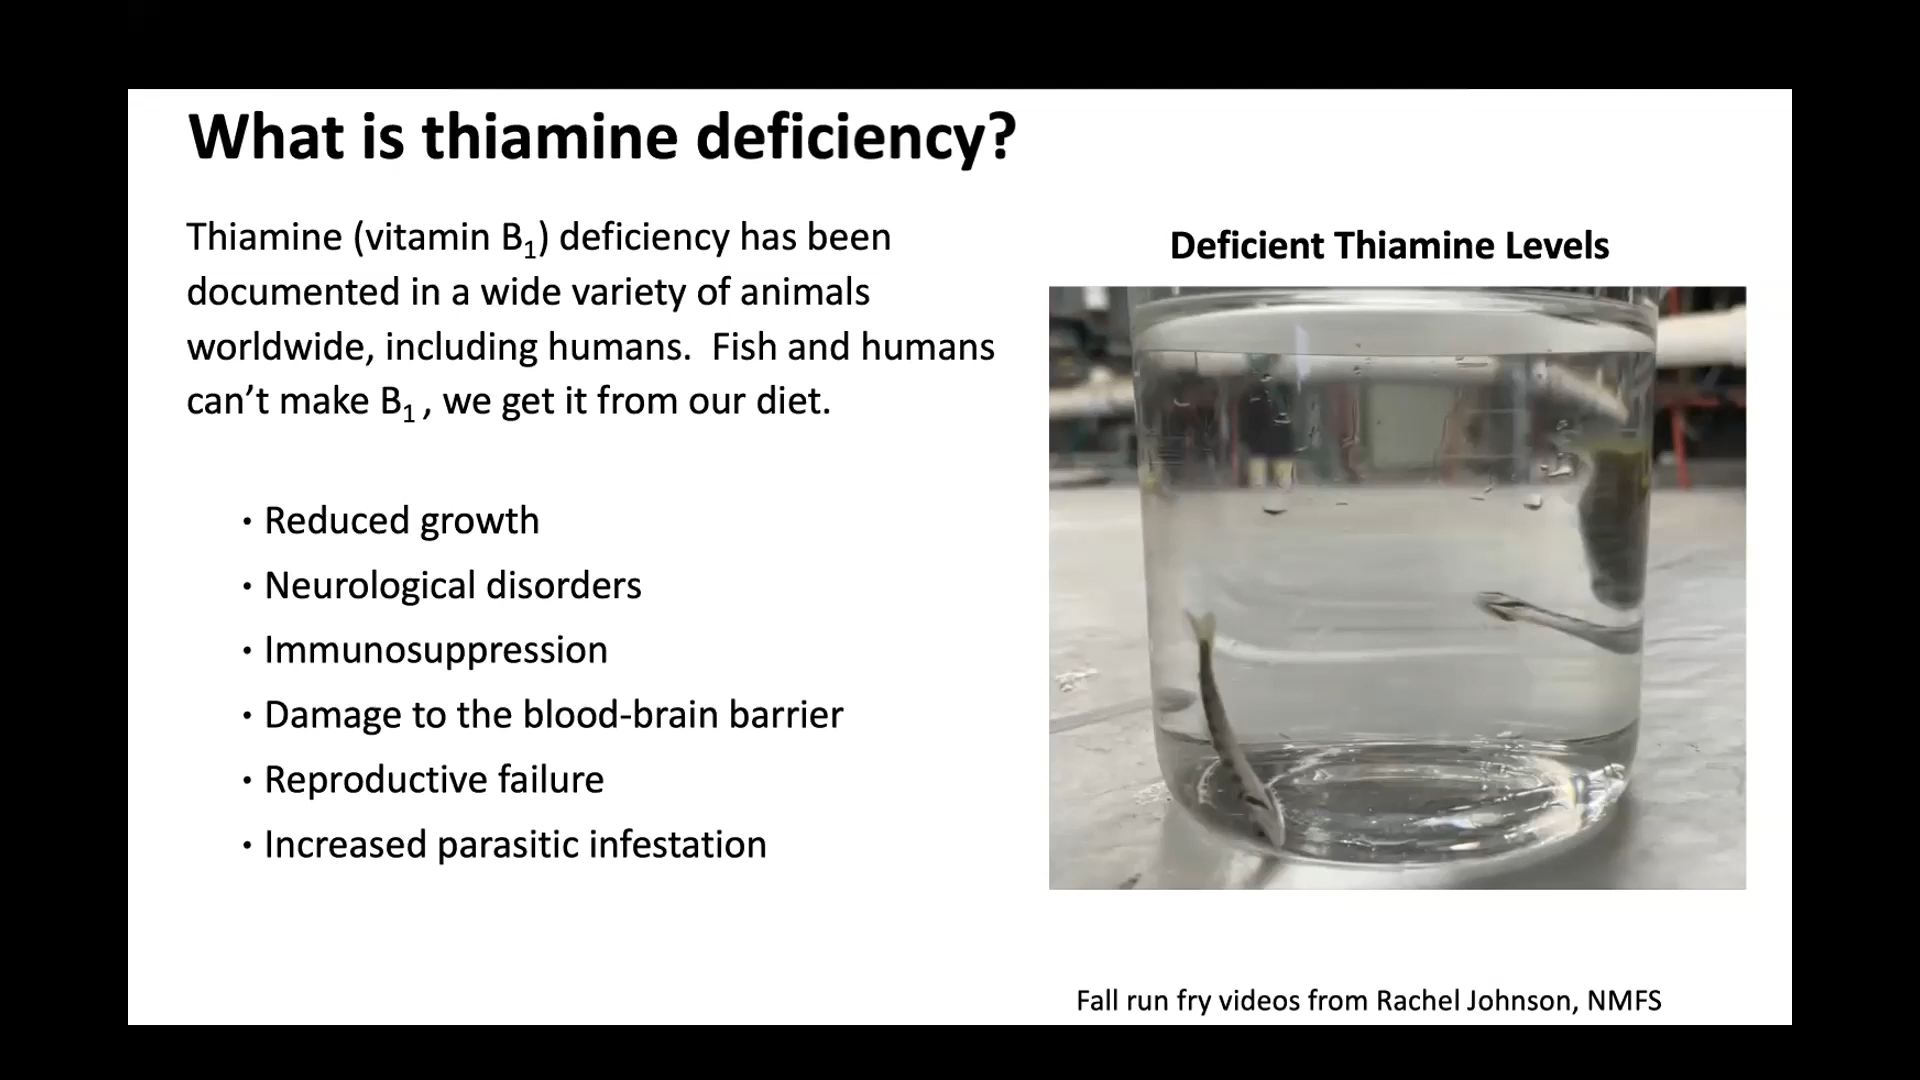 What is thiamine deficiency?
Thiamine (vitamin B₁) deficiency has been
documented in a wide variety of animals
worldwide, including humans.  Fish and humans
can’t make B₁ , we get it from our diet.
• Reduced growth
• Neurological disorders
• Immunosuppression
• Damage to the blood-brain barrier
• Reproductive failure
• Increased parasitic infestation
Deficient Thiamine Levels
Fall run fry videos from Rachel Johnson, NMFS